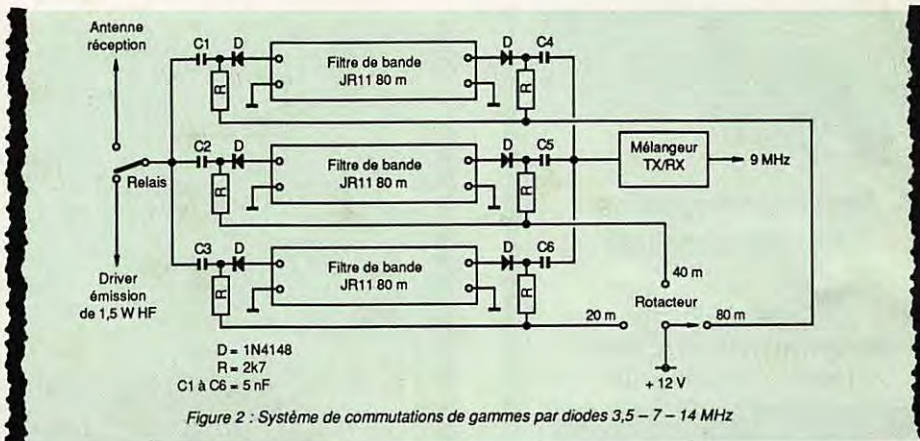 Antenne
réception
C1
D
Filtre de bande
JR11 80 m
D
C4
R
R
C2
D
Filtre de bande
JR11 80 m
D
C5
R
R
Mélangeur
TX/RX
9 MHz
Relais
C3
D
Filtre de bande
JR11 80 m
D
C6
R
R
Driver
émission
de 1,5 W HF
40 m
Rotacteur
20 m
80 m
+ 12 V
D = 1N4148
R = 2k7
C1 à C6 = 5 nF
Figure 2 : Système de commutations de gammes par diodes 3,5 – 7 – 14 MHz